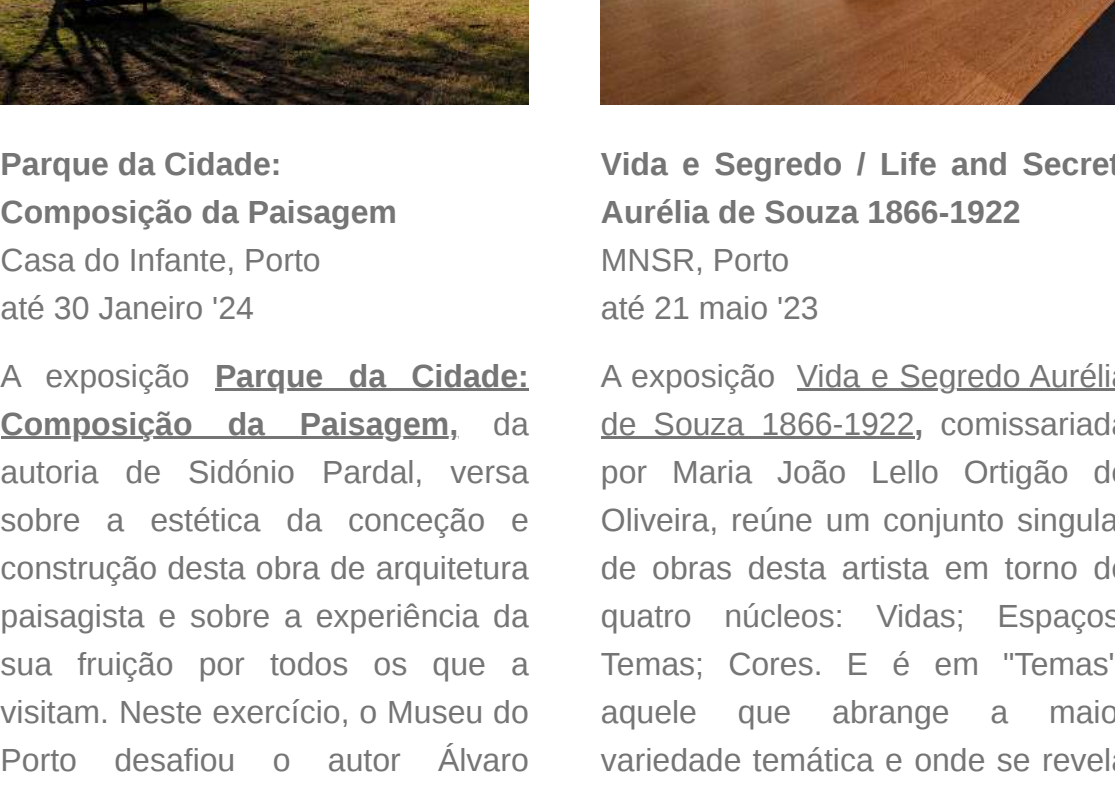 Parque da Cidade:
Composição da Paisagem
Casa do Infante, Porto
até 30 Janeiro '24
A exposição Parque da Cidade:
Composição da Paisagem, da
autoria de Sidónio Pardal, versa
sobre a estética da conceção e
construção desta obra de arquitetura
paisagista e sobre a experiência da
sua fruição por todos os que a
visitam. Neste exercício, o Museu do
Porto desafiou o autor Álvaro
Vida e Segredo / Life and Secret
Aurélia de Souza 1866-1922
MNSR, Porto
até 21 maio '23
A exposição Vida e Segredo Aurélia
de Souza 1866-1922, comissariada
por Maria João Lello Ortigão de
Oliveira, reúne um conjunto singula
de obras desta artista em torno de
quatro núcleos: Vidas; Espaços
Temas; Cores. E é em "Temas"
aquele que abrange a maio
variedade temática e onde se revela